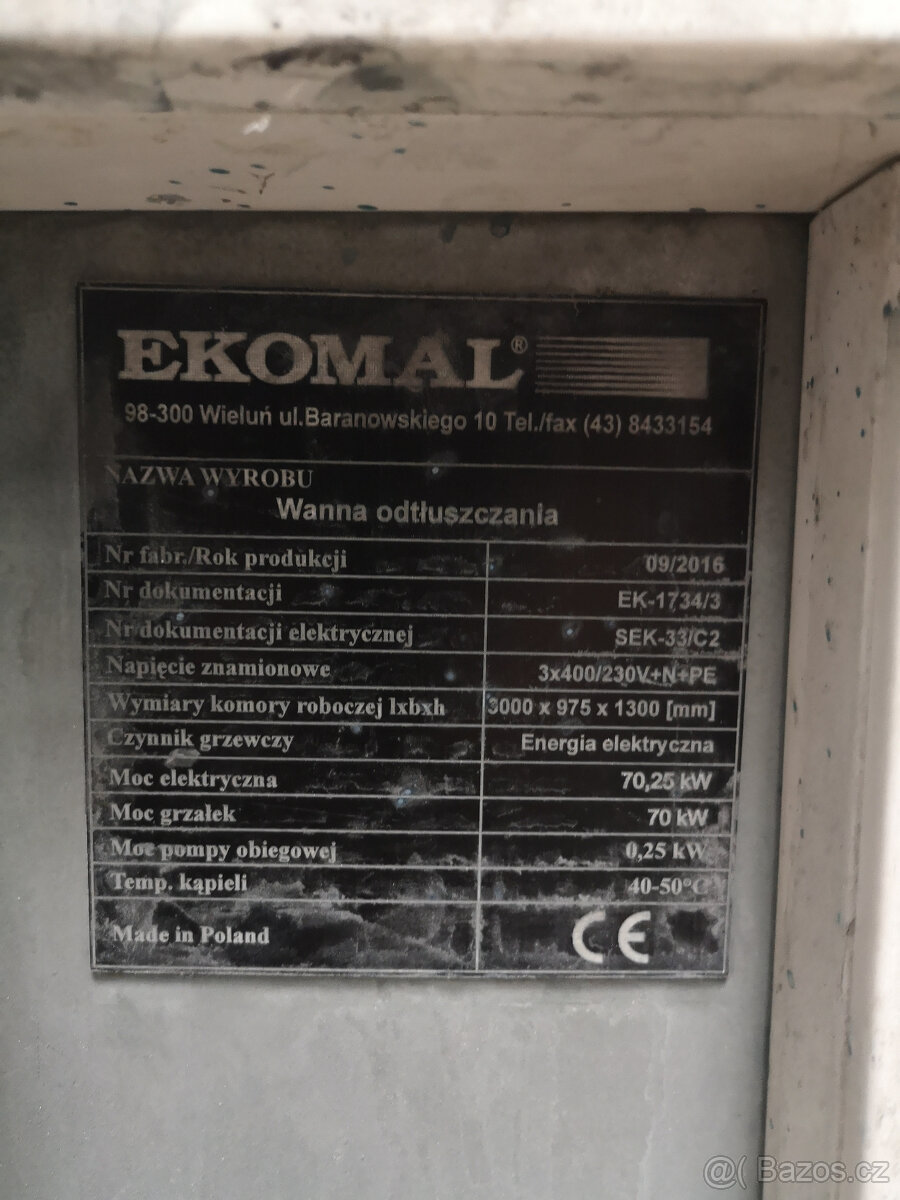 EKOMAL®
98-300 Wieluń ul.Baranowskiego 10 Tel./fax (43) 8433154
NAZWA WYROBU
Wanna odtłuszczania
Nr fabr./Rok produkcji 09/2016
Nr dokumentacji EK-1734/3
Nr dokumentacji elektrycznej SEK-33/C2
Napięcie znamionowe 3x400/230V+N+PE
Wymiary komory roboczej lxbxh 3000 x 975 x 1300 [mm]
Czynnik grzewczy Energia elektryczna
Moc elektryczna 70,25 kW
Moc grzałek 70 kW
Moc pompy obiegowej 0,25 kW
Temp. kąpieli 40-50°C
Made in Poland CE
@( Bazos.cz